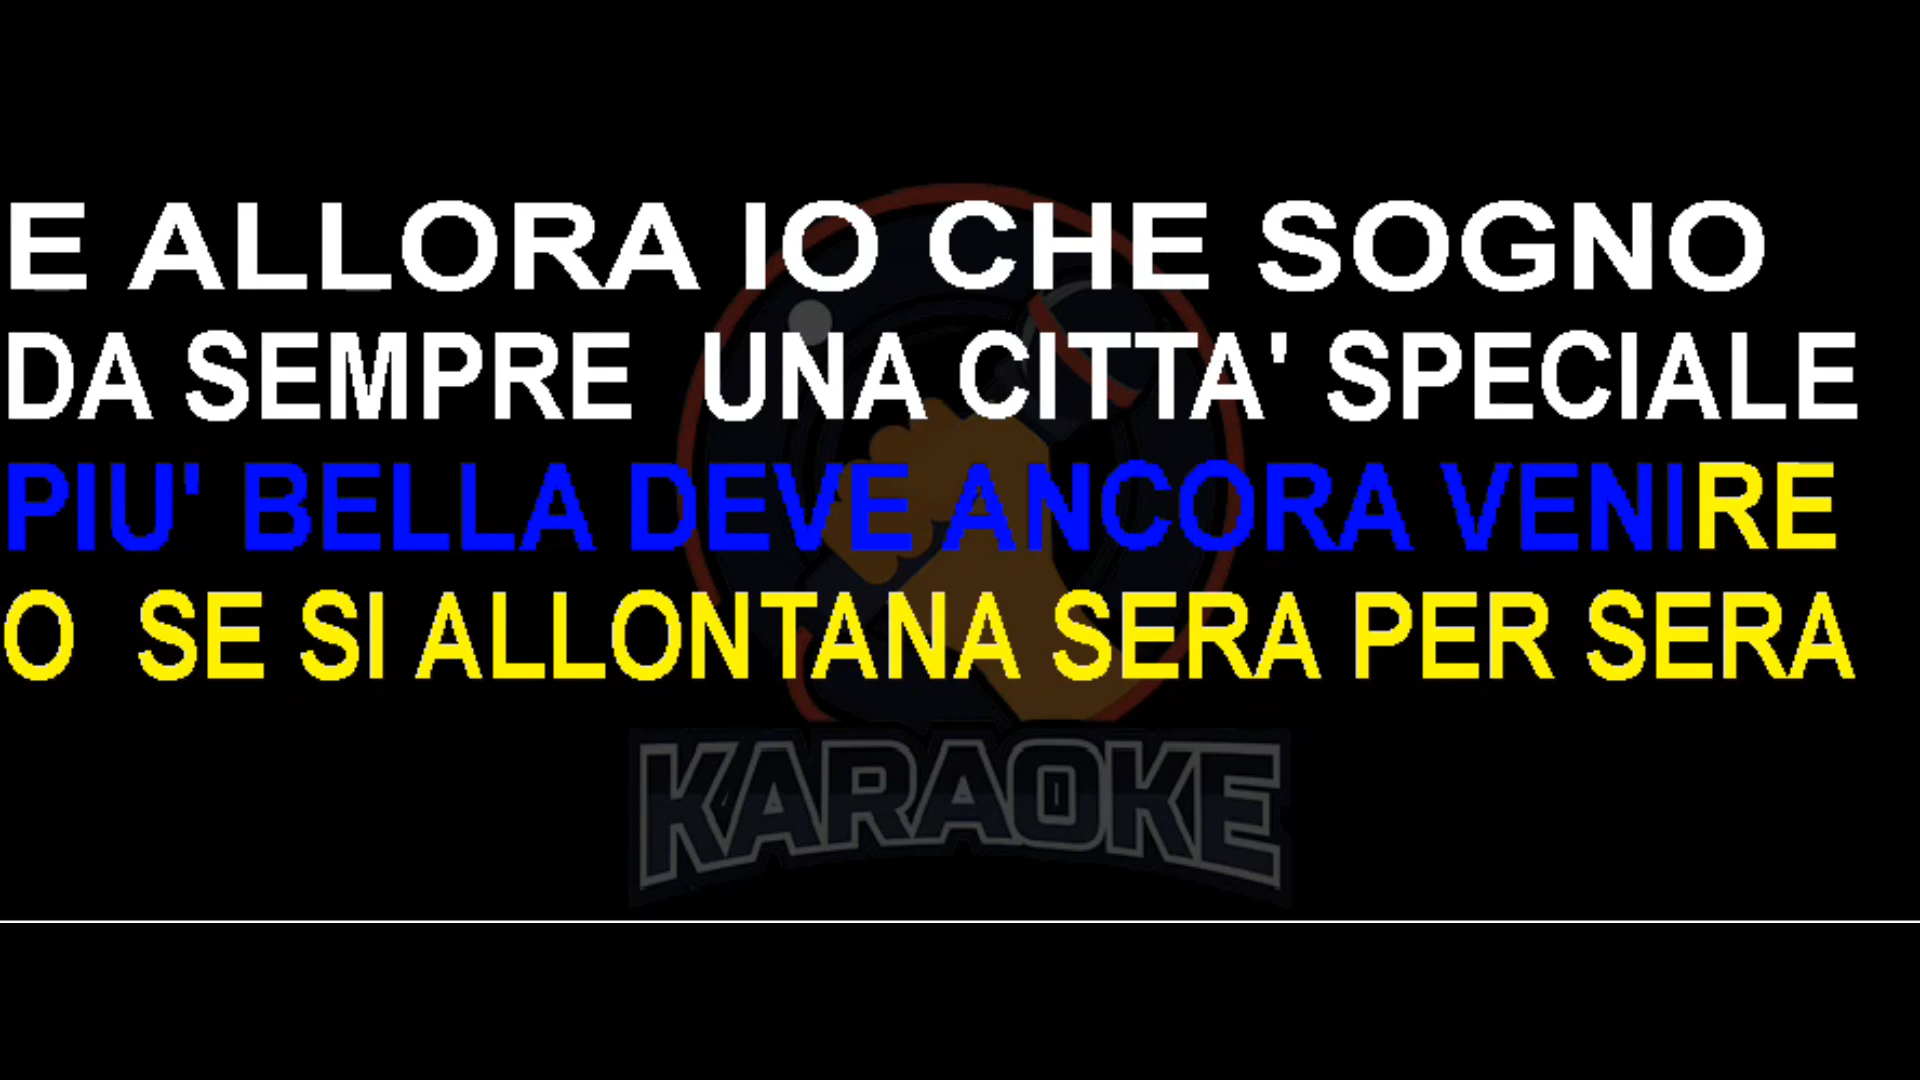 E ALLORA IO CHE SOGNO
DA SEMPRE  UNA CITTA' SPECIALE
PIU' BELLA DEVE ANCORA VENIRE
O  SE SI ALLONTANA SERA PER SERA
KARAOKE